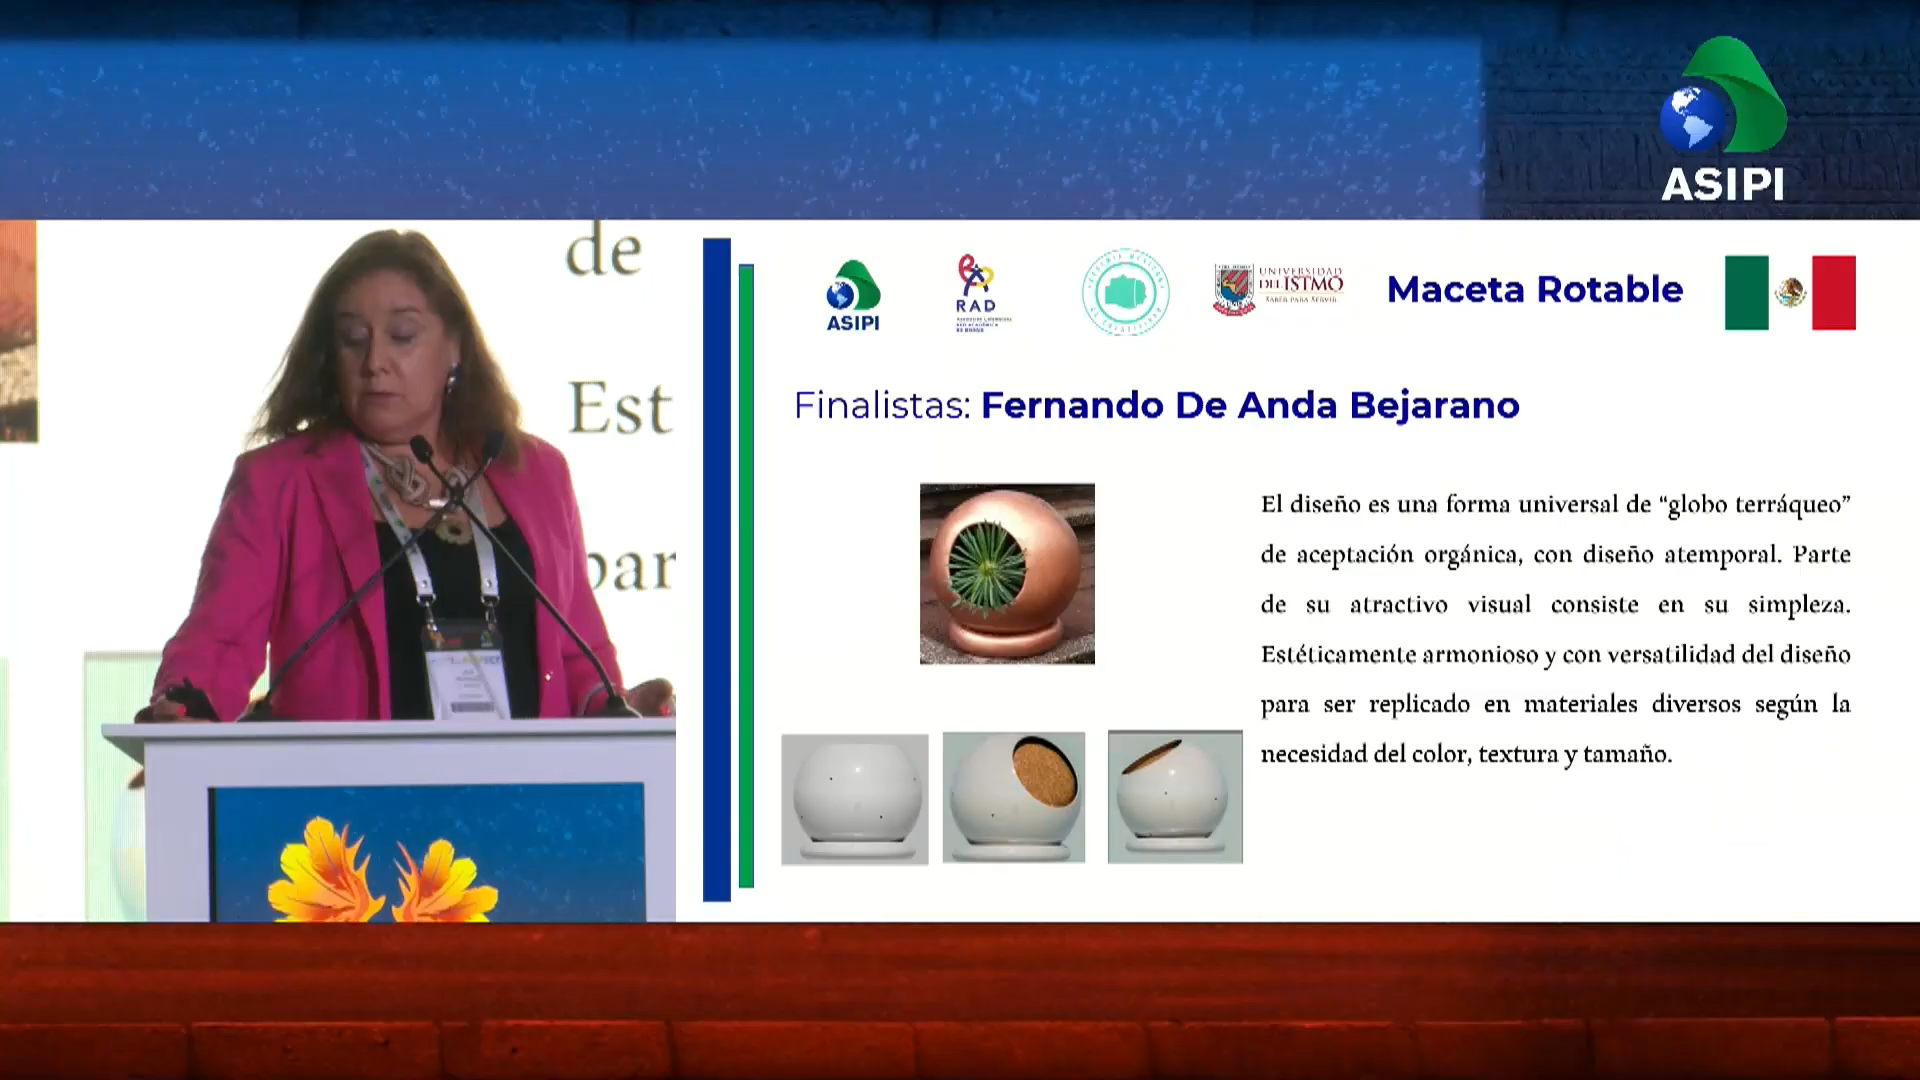 ASIPI
de
Est
par
ASIPI
RAD
UNIVERSIDAD
DEL ISTMO
SABER PARA SERVIR
Maceta Rotable
Finalistas: Fernando De Anda Bejarano
El diseño es una forma universal de “globo terráqueo”
de aceptación orgánica, con diseño atemporal. Parte
de su atractivo visual consiste en su simpleza.
Estéticamente armonioso y con versatilidad del diseño
para ser replicado en materiales diversos según la
necesidad del color, textura y tamaño.